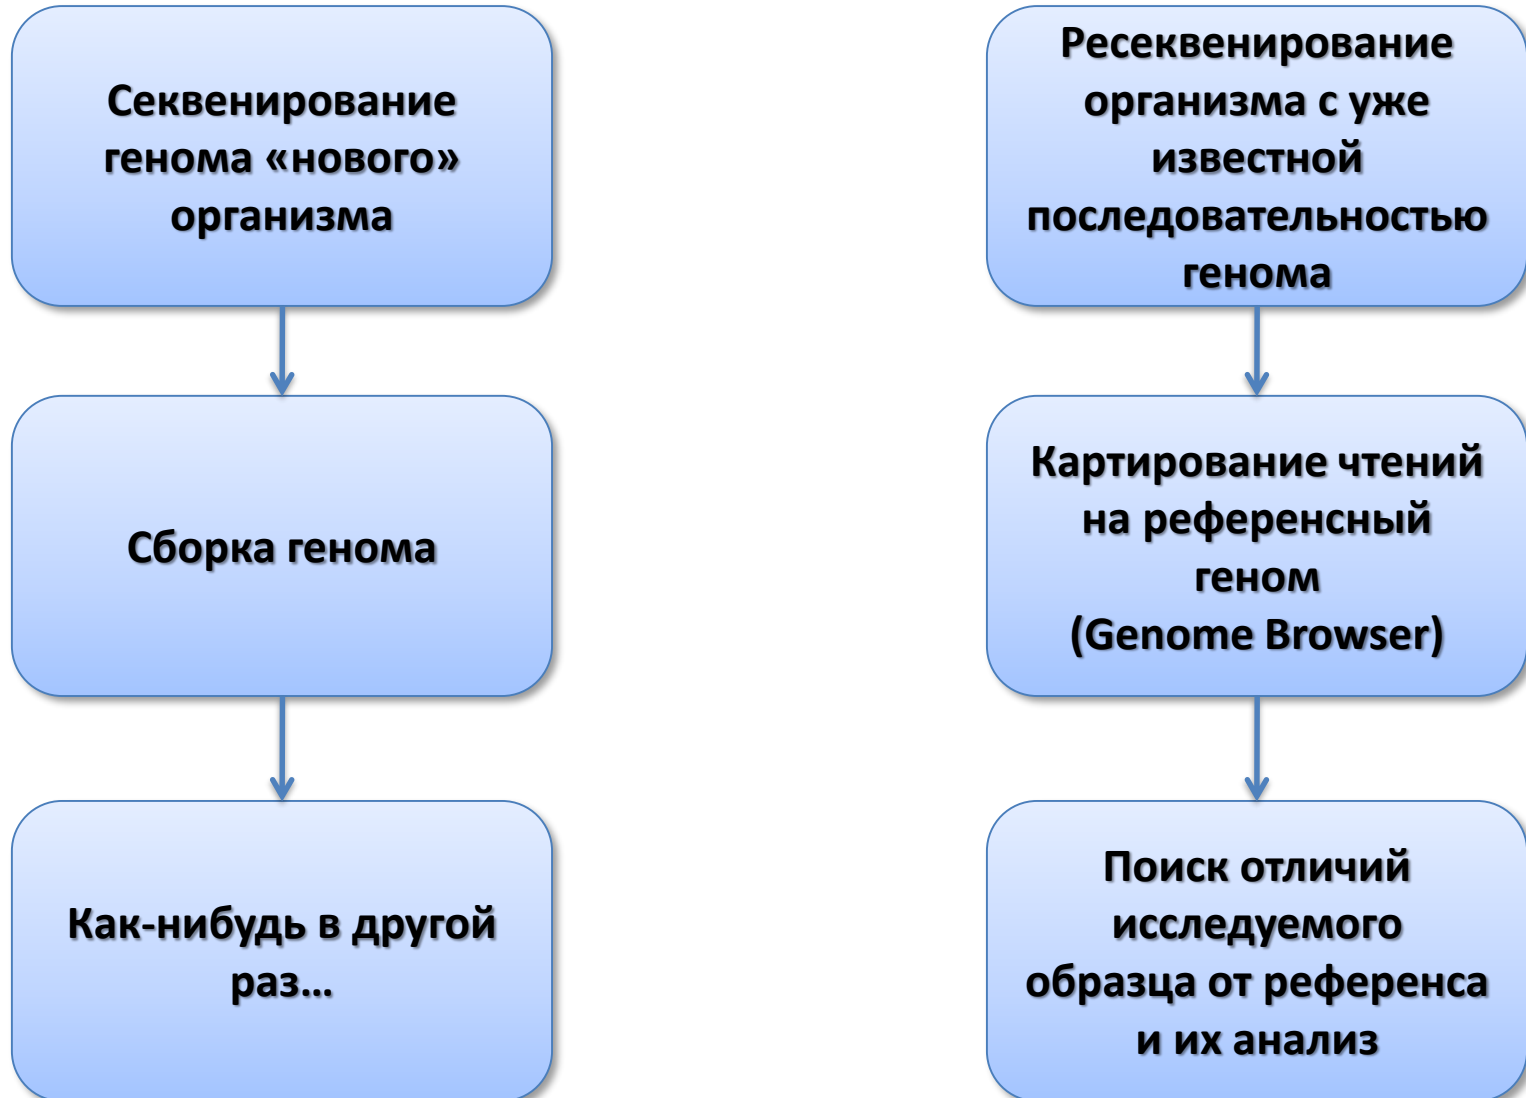 Секвенирование
генома «нового»
организма
Сборка генома
Как-нибудь в другой
раз...
Ресеквенирование
организма с уже
известной
последовательностью
генома
Картирование чтений
на референсный
геном
(Genome Browser)
Поиск отличий
исследуемого
образца от референса
и их анализ